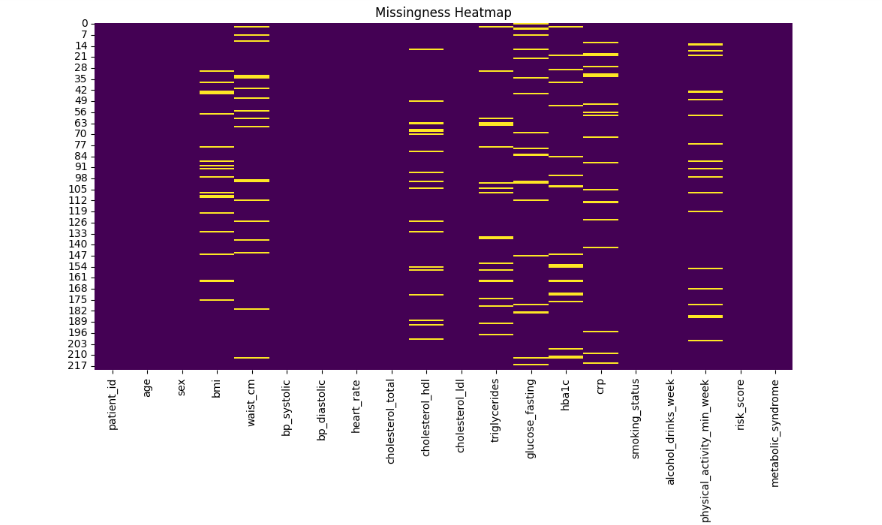 Missingness Heatmap
0
7
14
21
28
35
42
49
56
63
70
77
84
91
98
105
112
119
126
133
140
147
154
161
168
175
182
189
196
203
210
217
patient_id
age
sex
bmi
waist_cm
bp_systolic
bp_diastolic
heart_rate
cholesterol_total
cholesterol_hdl
cholesterol_ldl
triglycerides
glucose_fasting
hba1c
crp
smoking_status
alcohol_drinks_week
physical_activity_min_week
risk_score
metabolic_syndrome